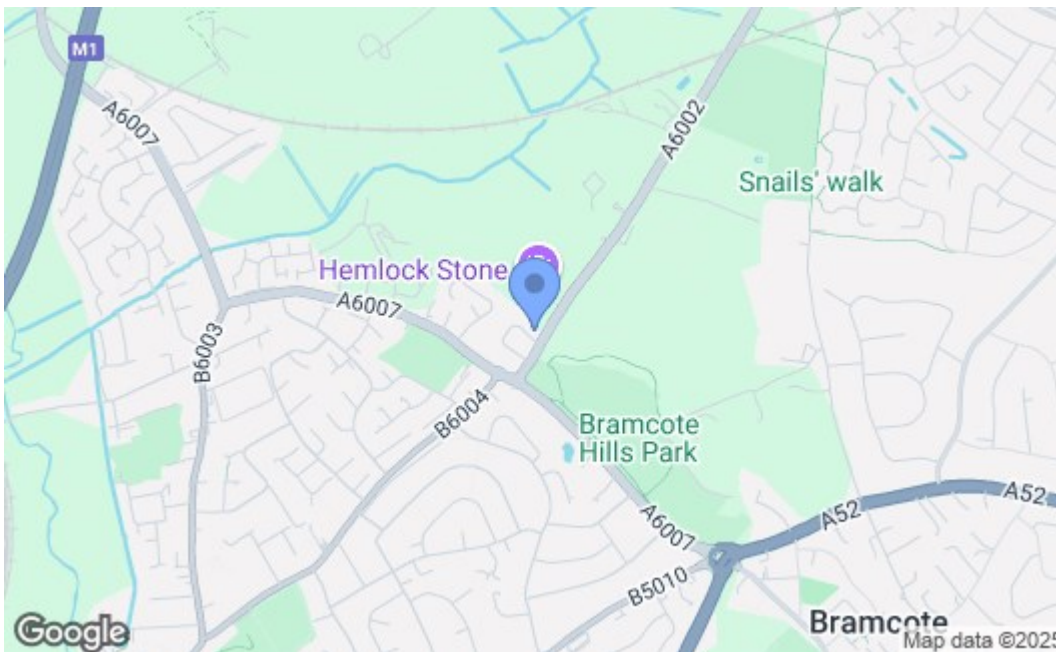 M1
A6007
A6002
Snails' walk
Hemlock Stone
A6007
B6003
B6004
Bramcote
Hills Park
A6007
A52
A52
B5010
Bramcote
Google
Map data ©2025